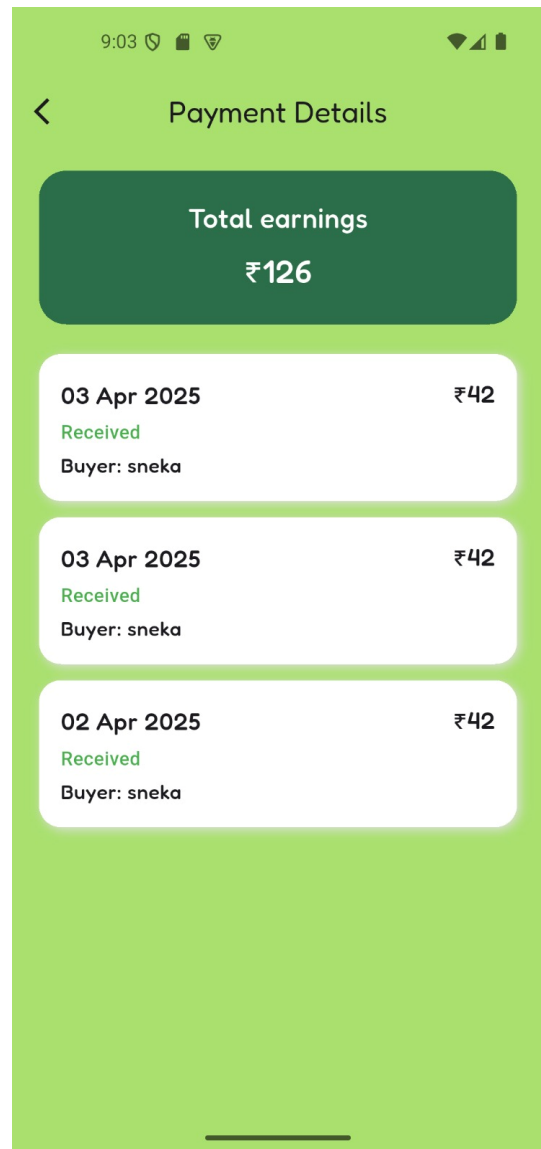 9:03
Payment Details
Total earnings
₹126
03 Apr 2025 ₹42
Received
Buyer: sneka
03 Apr 2025 ₹42
Received
Buyer: sneka
02 Apr 2025 ₹42
Received
Buyer: sneka